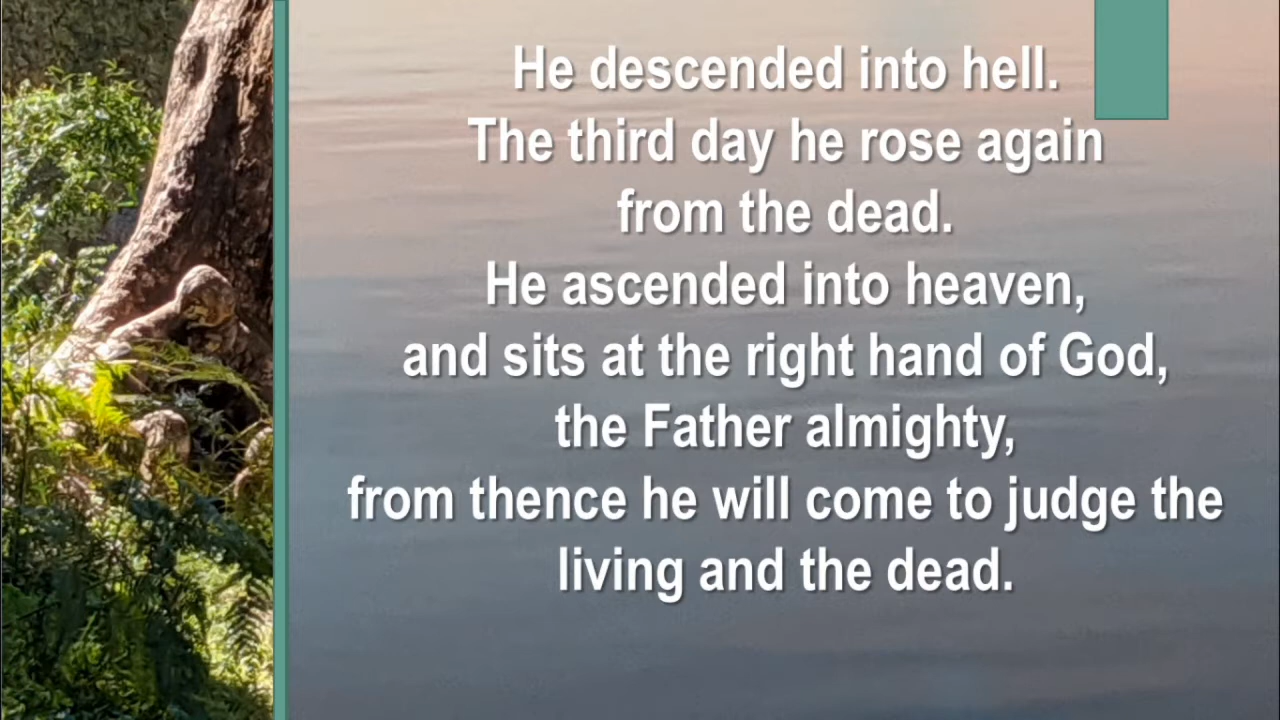 He descended into hell.
The third day he rose again
from the dead.
He ascended into heaven,
and sits at the right hand of God,
the Father almighty,
from thence he will come to judge the
living and the dead.